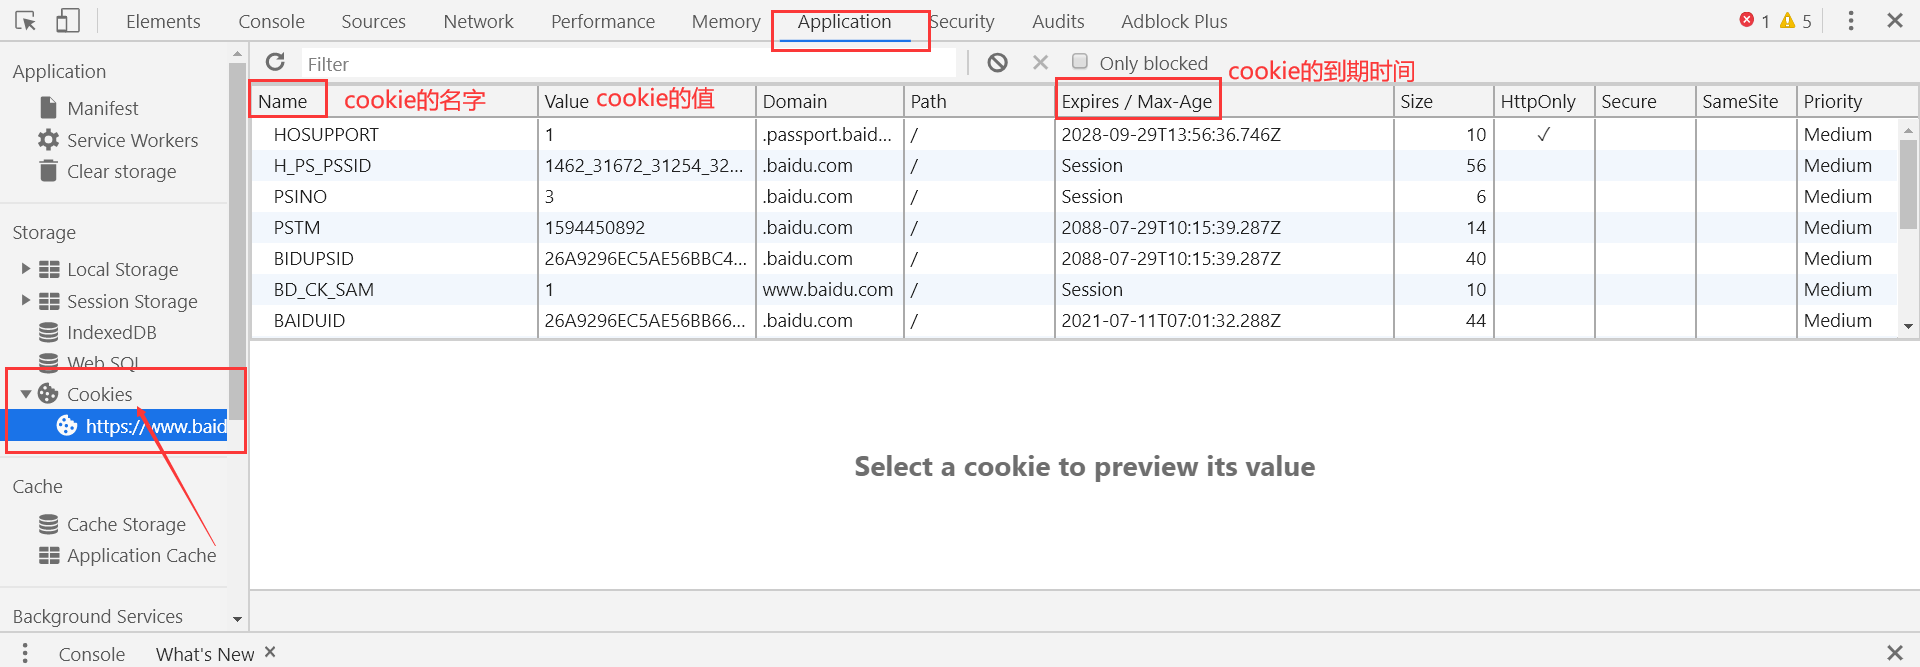 Elements Console Sources Network Performance Memory Application Security Audits Adblock Plus 1 5
Application
Manifest
Service Workers
Clear storage
Storage
Local Storage
Session Storage
IndexedDB
Web SQL
Cookies
https://www.baid
Cache
Cache Storage
Application Cache
Background Services
Filter Only blocked cookie的到期时间
Name cookie的名字 Value cookie的值 Domain Path Expires / Max-Age Size HttpOnly Secure SameSite Priority
HOSUPPORT 1 .passport.baid... / 2028-09-29T13:56:36.746Z 10 ✓ Medium
H_PS_PSSID 1462_31672_31254_32... .baidu.com / Session 56 Medium
PSINO 3 .baidu.com / Session 6 Medium
PSTM 1594450892 .baidu.com / 2088-07-29T10:15:39.287Z 14 Medium
BIDUPSID 26A9296EC5AE56BBC4... .baidu.com / 2088-07-29T10:15:39.287Z 40 Medium
BD_CK_SAM 1 www.baidu.com / Session 10 Medium
BAIDUID 26A9296EC5AE56BB66... .baidu.com / 2021-07-11T07:01:32.288Z 44 Medium
Select a cookie to preview its value
Console What's New